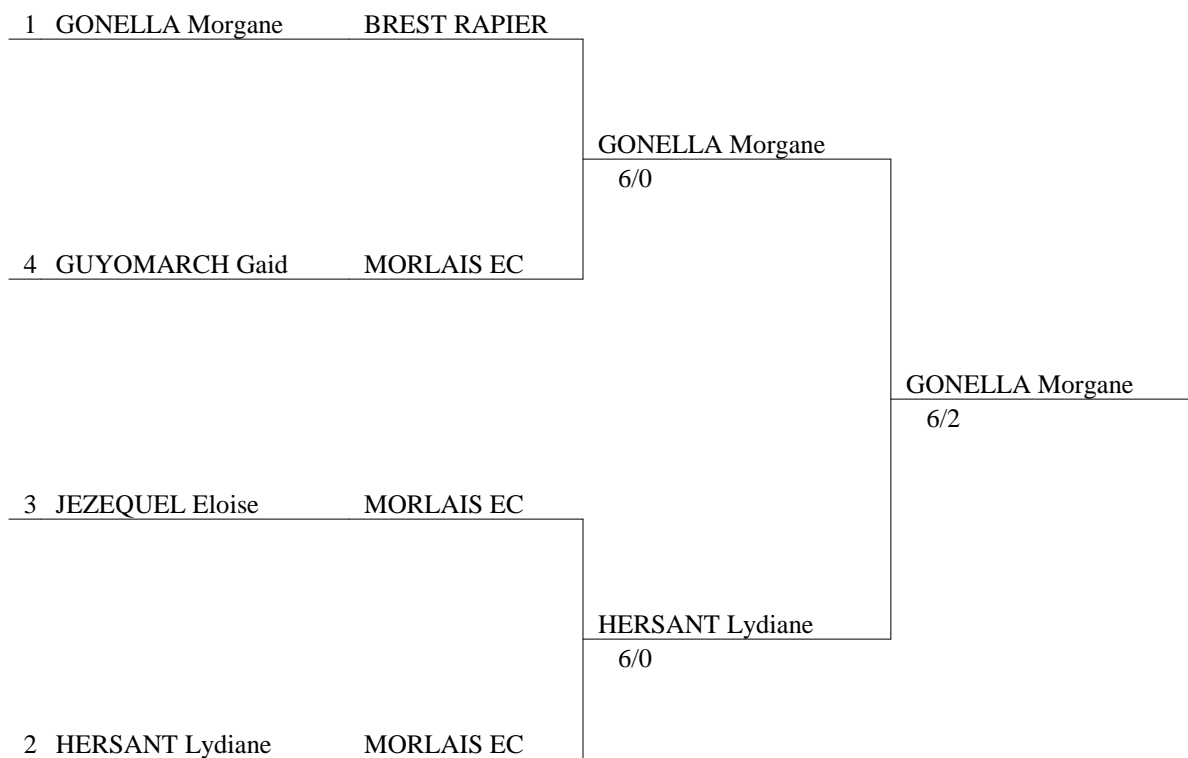 1 GONELLA Morgane BREST RAPIER
GONELLA Morgane
6/0
4 GUYOMARCH Gaid MORLAIS EC
GONELLA Morgane
6/2
3 JEZEQUEL Eloise MORLAIS EC
HERSANT Lydiane
6/0
2 HERSANT Lydiane MORLAIS EC